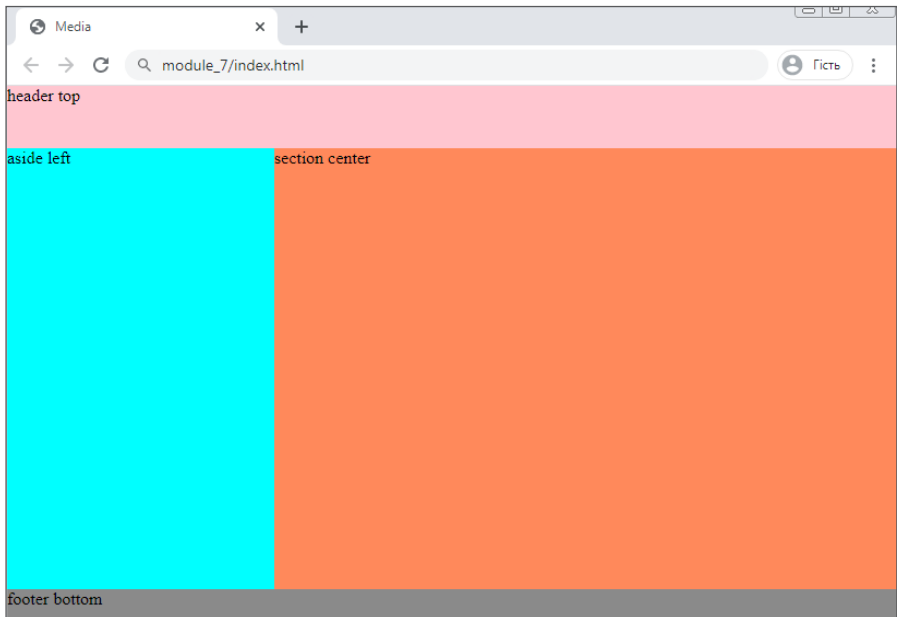 Media
module_7/index.html
Гість
header top
aside left
section center
footer bottom